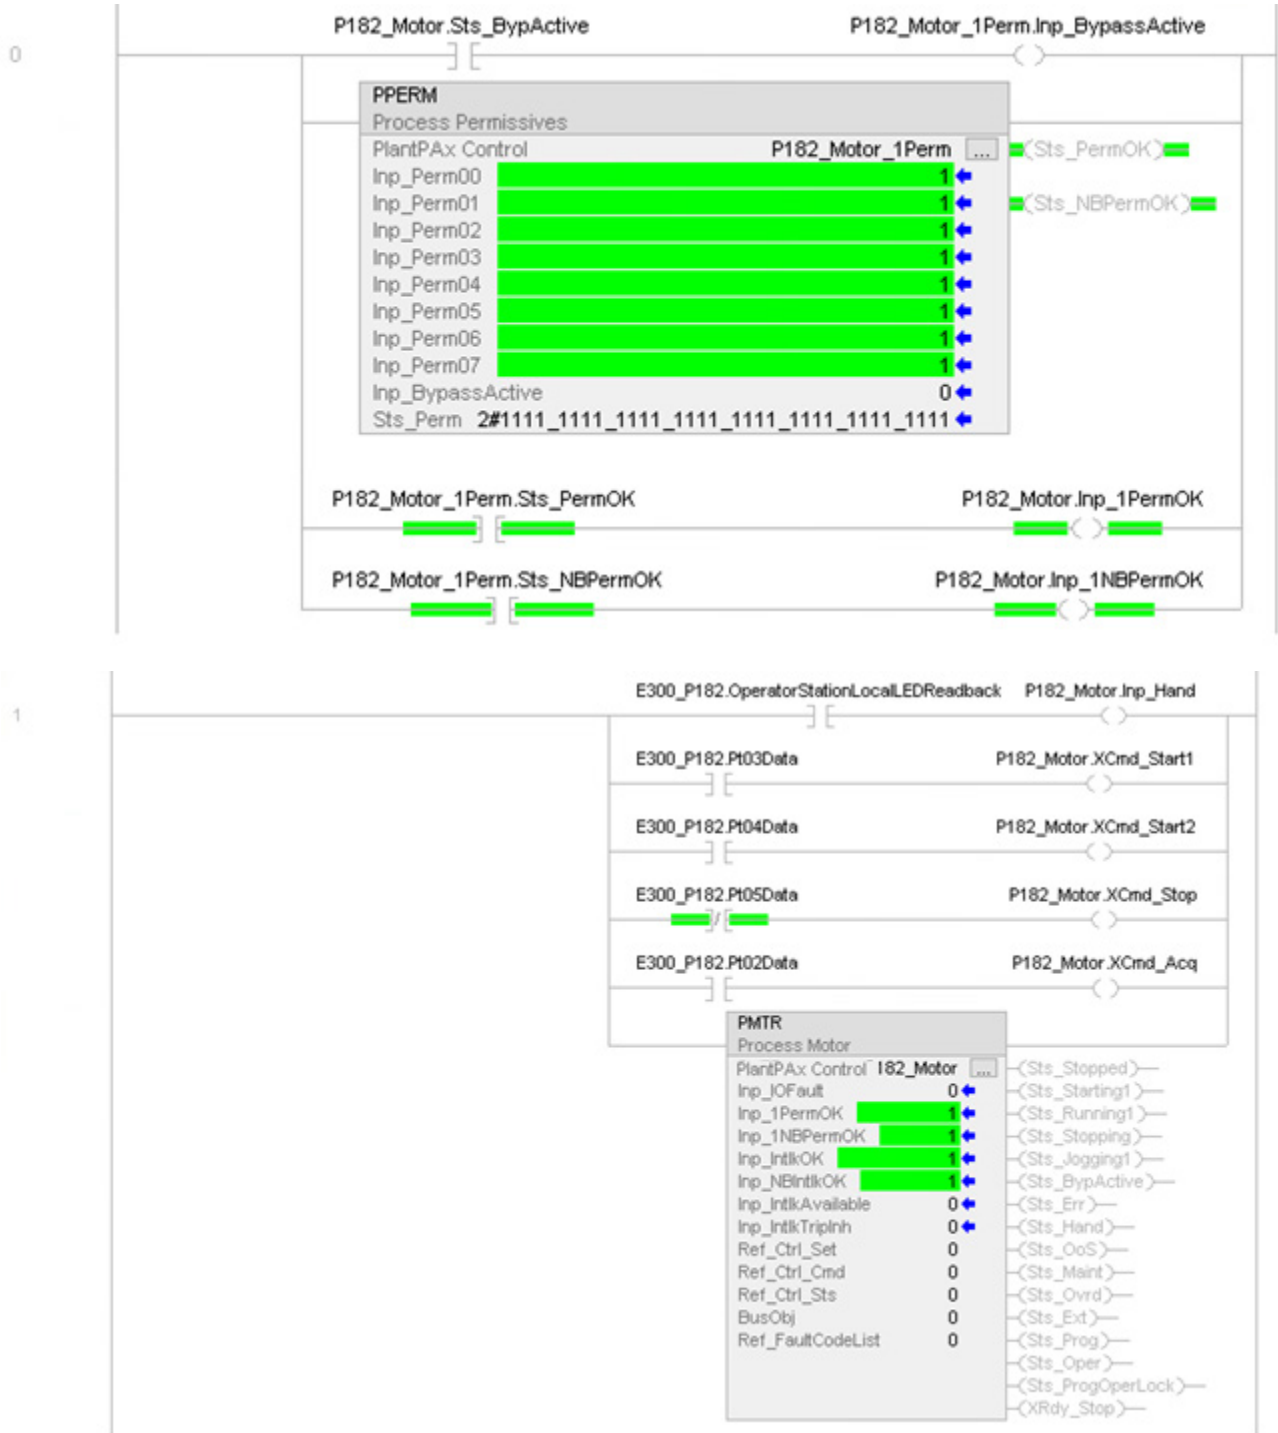 P182_Motor.Sts_BypActive P182_Motor_1Perm.Inp_BypassActive
0
PPERM
Process Permissives
PlantPAx Control P182_Motor_1Perm ... (Sts_PermOK)
Inp_Perm00 1
Inp_Perm01 1 (Sts_NBPermOK)
Inp_Perm02 1
Inp_Perm03 1
Inp_Perm04 1
Inp_Perm05 1
Inp_Perm06 1
Inp_Perm07 1
Inp_BypassActive 0
Sts_Perm 2#1111_1111_1111_1111_1111_1111_1111_1111
P182_Motor_1Perm.Sts_PermOK P182_Motor.Inp_1PermOK
P182_Motor_1Perm.Sts_NBPermOK P182_Motor.Inp_1NBPermOK
E300_P182.OperatorStationLocalLEDReadback P182_Motor.Inp_Hand
1
E300_P182.Pt03Data P182_Motor.XCmd_Start1
E300_P182.Pt04Data P182_Motor.XCmd_Start2
E300_P182.Pt05Data P182_Motor.XCmd_Stop
E300_P182.Pt02Data P182_Motor.XCmd_Acq
PMTR
Process Motor
PlantPAx Control 182_Motor ... (Sts_Stopped)
Inp_IOFault 0 (Sts_Starting1)
Inp_1PermOK 1 (Sts_Running1)
Inp_1NBPermOK 1 (Sts_Stopping)
Inp_IntlkOK 1 (Sts_Jogging1)
Inp_NBIntlkOK 1 (Sts_BypActive)
Inp_IntlkAvailable 0 (Sts_Err)
Inp_IntlkTripInh 0 (Sts_Hand)
Ref_Ctrl_Set 0 (Sts_OoS)
Ref_Ctrl_Cmd 0 (Sts_Maint)
Ref_Ctrl_Sts 0 (Sts_Ovrd)
BusObj 0 (Sts_Ext)
Ref_FaultCodeList 0 (Sts_Prog)
(Sts_Oper)
(Sts_ProgOperLock)
(XRdy_Stop)